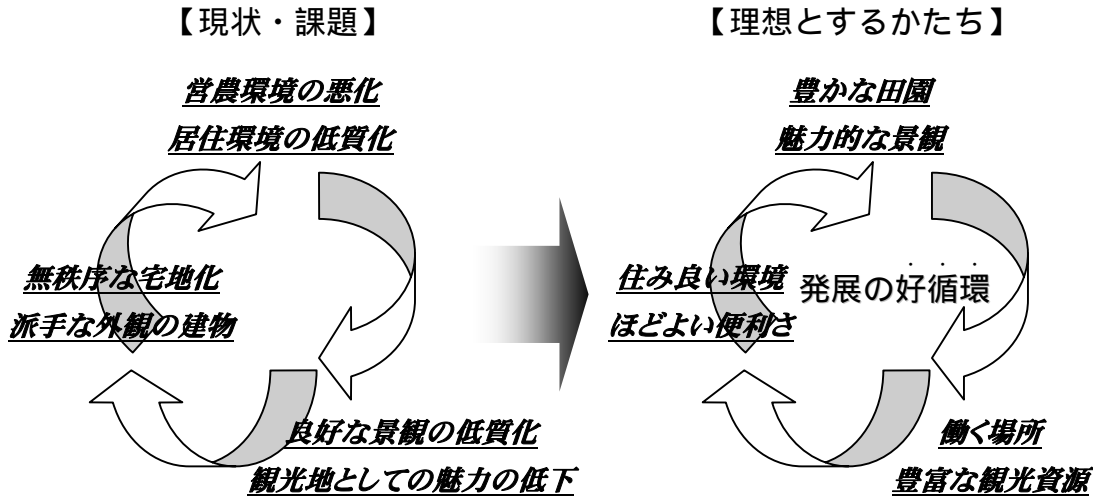 【現状・課題】
営農環境の悪化
居住環境の低質化
無秩序な宅地化
派手な外観の建物
良好な景観の低質化
観光地としての魅力の低下
【理想とするかたち】
豊かな田園
魅力的な景観
住み良い環境
ほどよい便利さ
発展の好循環
働く場所
豊富な観光資源